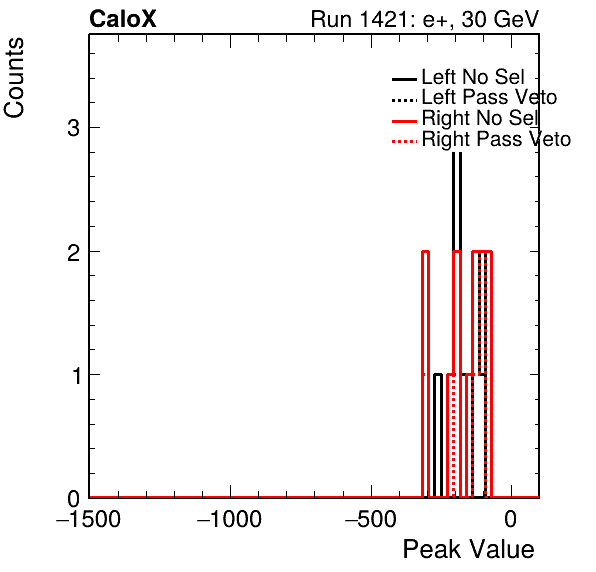 CaloX Run 1421: e+, 30 GeV
Counts
Left No Sel
Left Pass Veto
Right No Sel
Right Pass Veto
3
2
1
0
−1500 −1000 −500 0
Peak Value